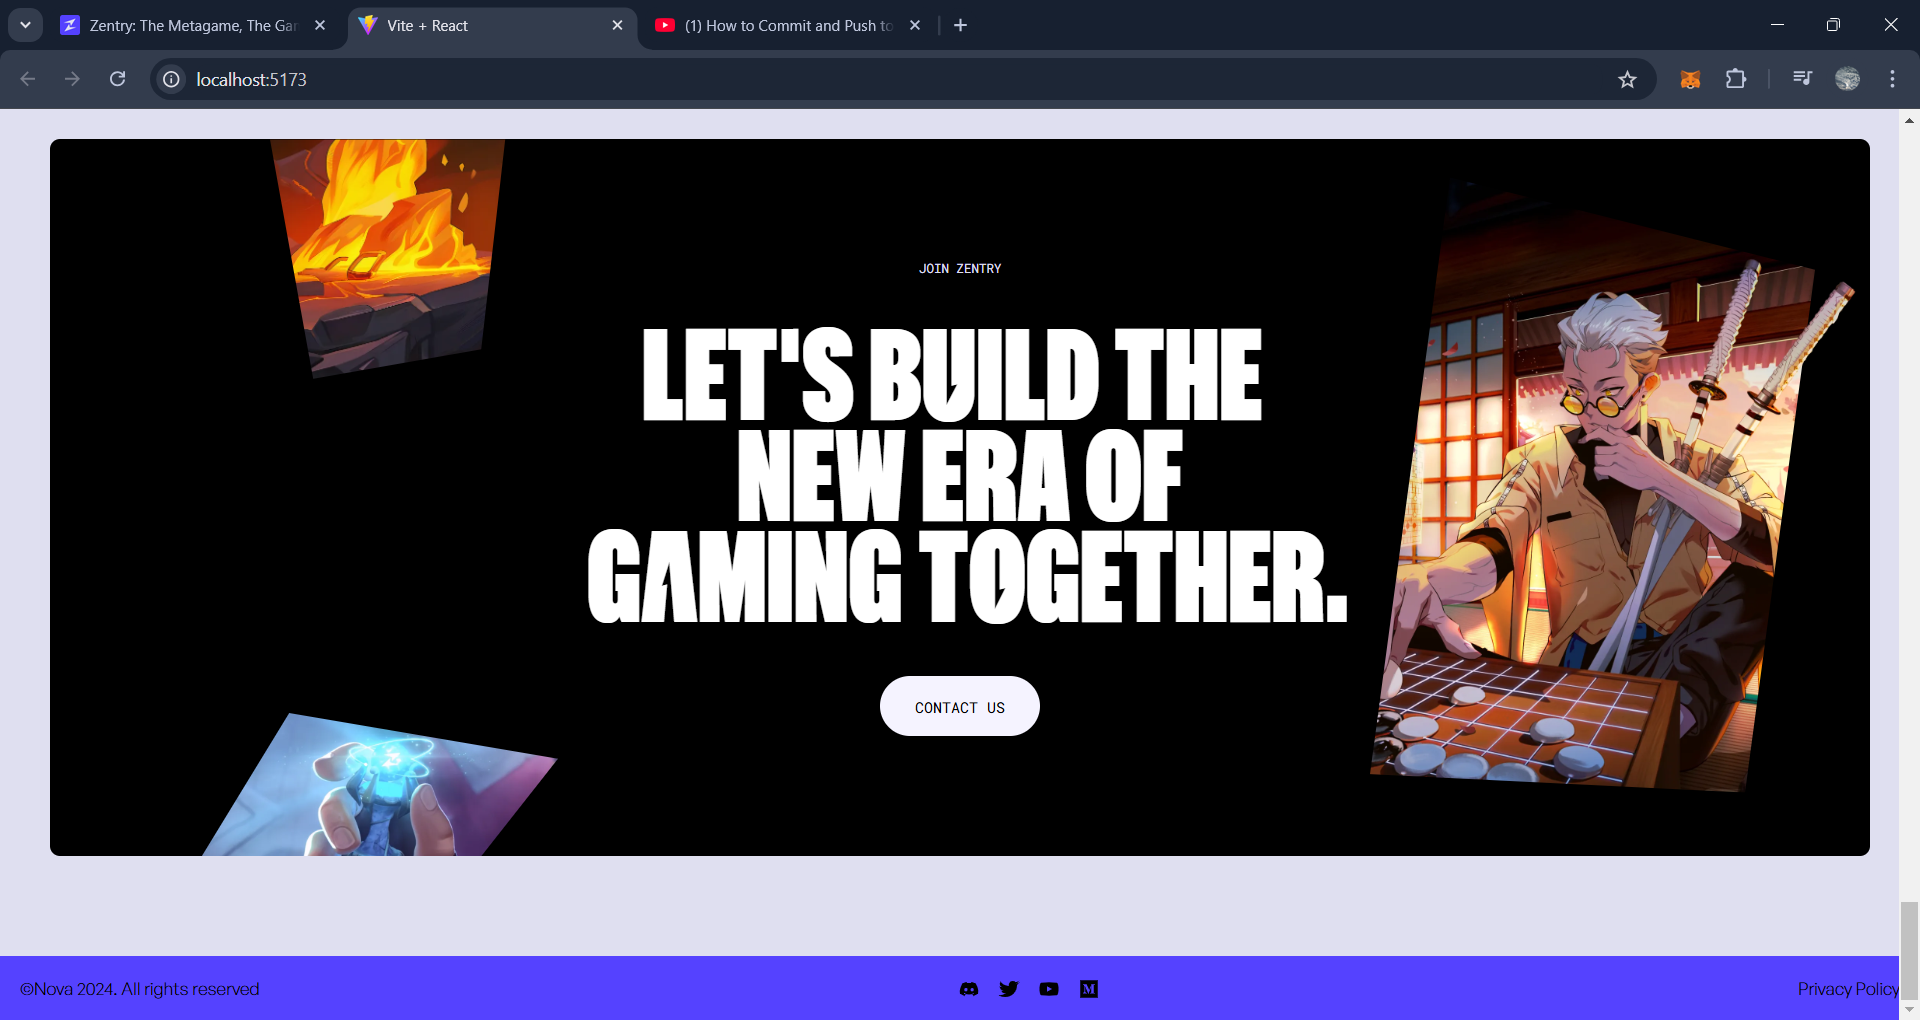 Zentry: The Metagame, The Gar
Vite + React
(1) How to Commit and Push to
localhost:5173
JOIN ZENTRY
LET'S BUILD THE
NEW ERA OF
GAMING TOGETHER.
CONTACT US
©Nova 2024. All rights reserved
M
Privacy Policy